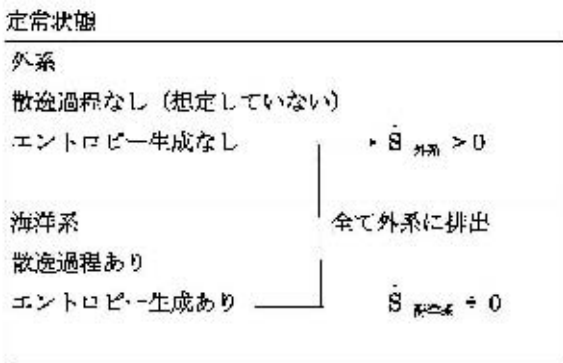 定常状態
外系
散逸過程なし（想定していない）
エントロピー生成なし Ṡ 外系 > 0
海洋系 全て外系に排出
散逸過程あり
エントロピー生成あり Ṡ 0